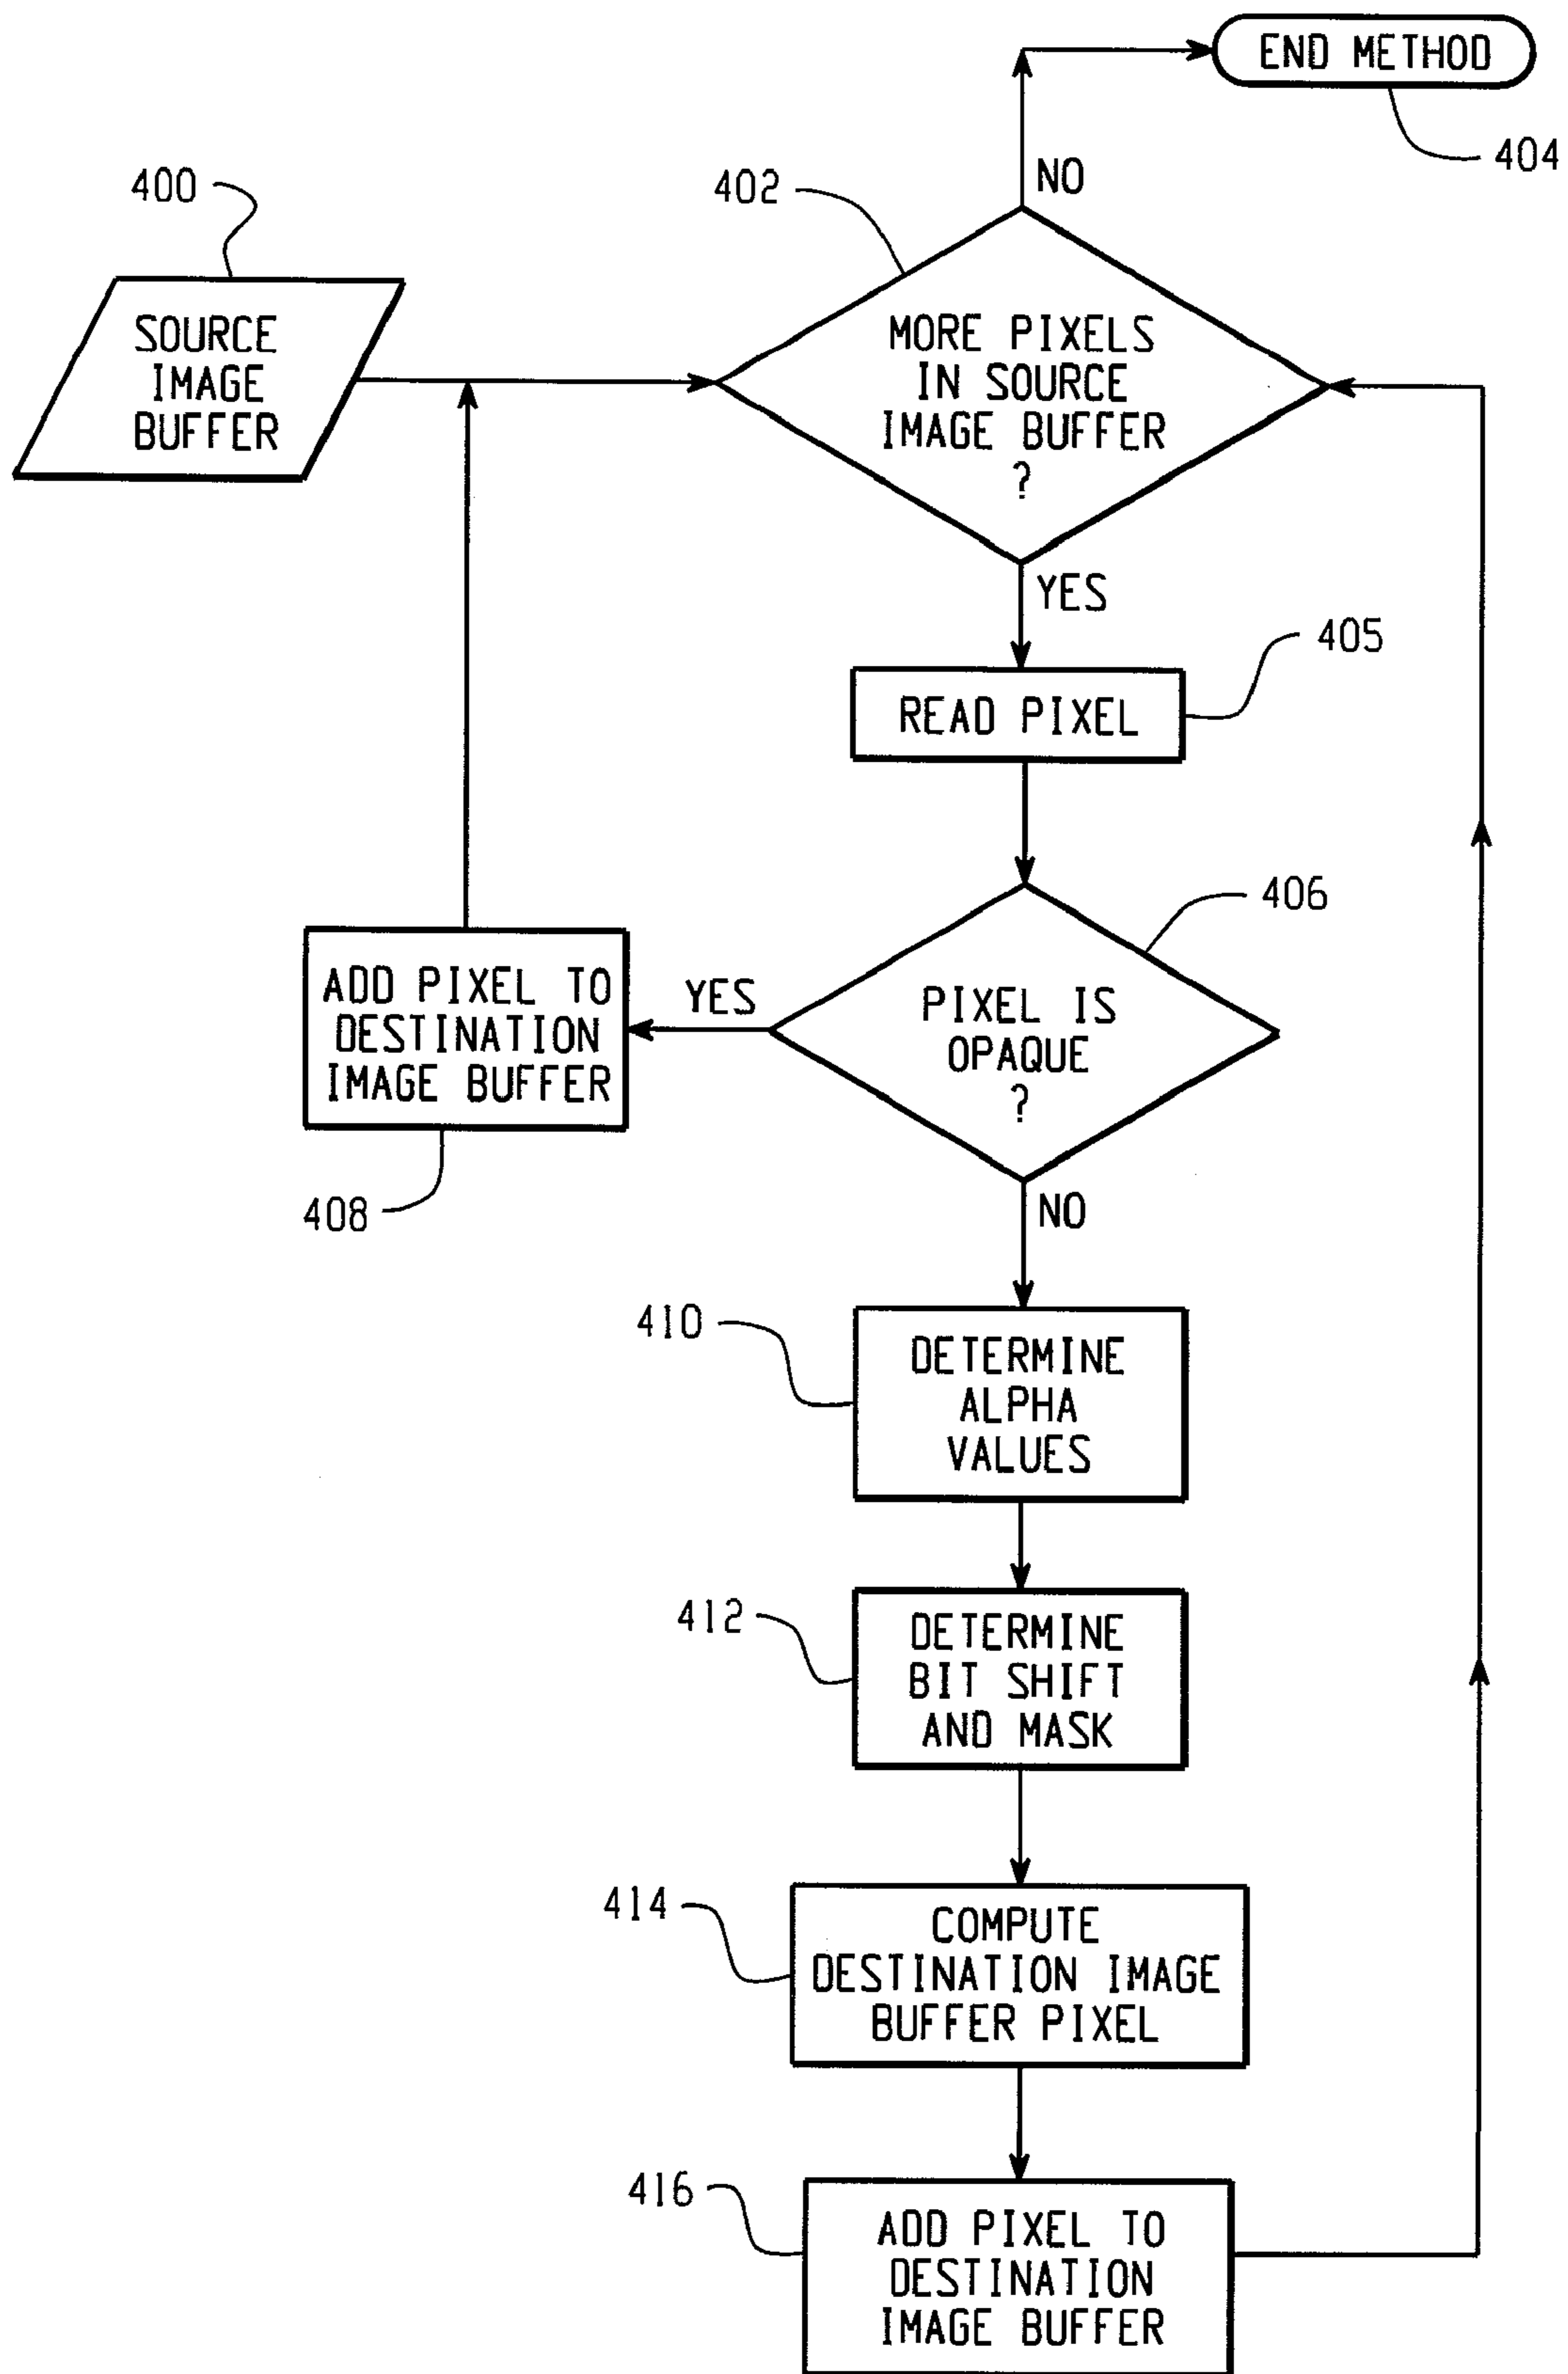 END METHOD
404
400
402
NO
SOURCE
IMAGE
BUFFER
MORE PIXELS
IN SOURCE
IMAGE BUFFER
?
YES
405
READ PIXEL
406
ADD PIXEL TO
DESTINATION
IMAGE BUFFER
YES
PIXEL IS
OPAQUE
?
408
NO
410
DETERMINE
ALPHA
VALUES
412
DETERMINE
BIT SHIFT
AND MASK
414
COMPUTE
DESTINATION IMAGE
BUFFER PIXEL
416
ADD PIXEL TO
DESTINATION
IMAGE BUFFER